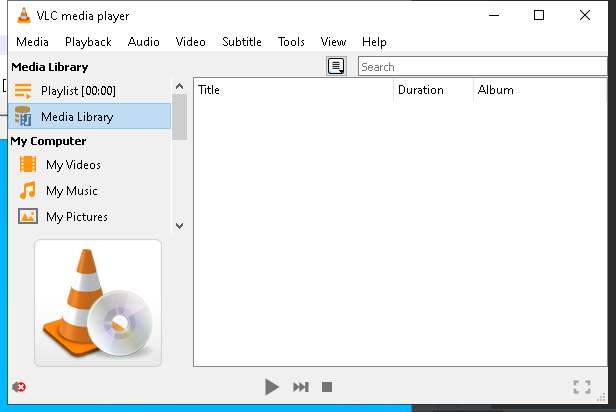 VLC media player
Media Playback Audio Video Subtitle Tools View Help
Media Library
Search
Playlist [00:00]
Title Duration Album
Media Library
My Computer
My Videos
My Music
My Pictures